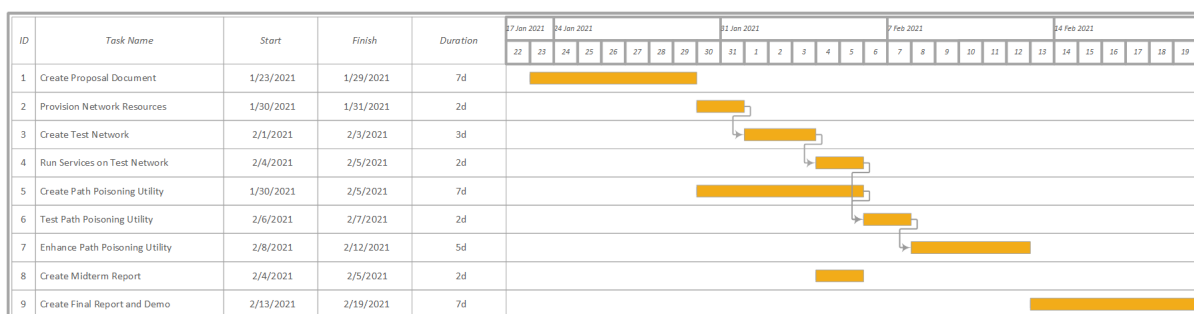 17 Jan 2021 24 Jan 2021 31 Jan 2021 7 Feb 2021 14 Feb 2021
ID Task Name Start Finish Duration
22 23 24 25 26 27 28 29 30 31 1 2 3 4 5 6 7 8 9 10 11 12 13 14 15 16 17 18 19
1 Create Proposal Document 1/23/2021 1/29/2021 7d
2 Provision Network Resources 1/30/2021 1/31/2021 2d
3 Create Test Network 2/1/2021 2/3/2021 3d
4 Run Services on Test Network 2/4/2021 2/5/2021 2d
5 Create Path Poisoning Utility 1/30/2021 2/5/2021 7d
6 Test Path Poisoning Utility 2/6/2021 2/7/2021 2d
7 Enhance Path Poisoning Utility 2/8/2021 2/12/2021 5d
8 Create Midterm Report 2/4/2021 2/5/2021 2d
9 Create Final Report and Demo 2/13/2021 2/19/2021 7d